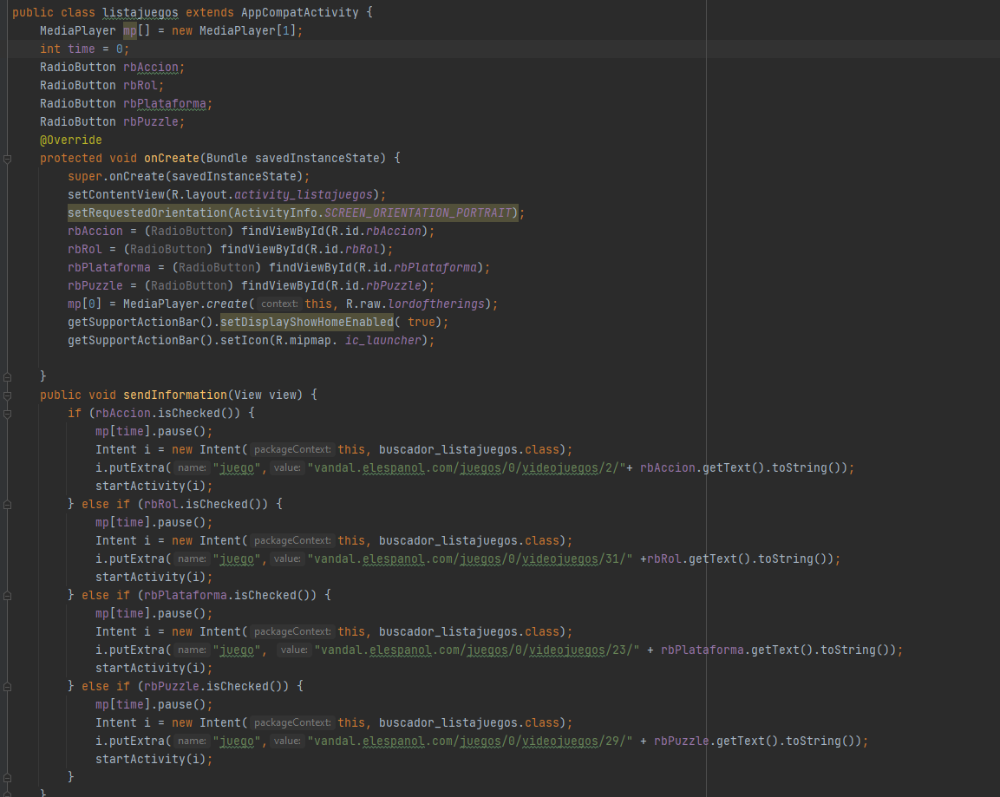 public class listajuegos extends AppCompatActivity {
    MediaPlayer mp[] = new MediaPlayer[1];
    int time = 0;
    RadioButton rbAccion;
    RadioButton rbRol;
    RadioButton rbPlataforma;
    RadioButton rbPuzzle;
    @Override
    protected void onCreate(Bundle savedInstanceState) {
        super.onCreate(savedInstanceState);
        setContentView(R.layout.activity_listajuegos);
        setRequestedOrientation(ActivityInfo.SCREEN_ORIENTATION_PORTRAIT);
        rbAccion = (RadioButton) findViewById(R.id.rbAccion);
        rbRol = (RadioButton) findViewById(R.id.rbRol);
        rbPlataforma = (RadioButton) findViewById(R.id.rbPlataforma);
        rbPuzzle = (RadioButton) findViewById(R.id.rbPuzzle);
        mp[0] = MediaPlayer.create( context: this, R.raw.lordoftherings);
        getSupportActionBar().setDisplayShowHomeEnabled( true);
        getSupportActionBar().setIcon(R.mipmap. ic_launcher);
    }
    public void sendInformation(View view) {
        if (rbAccion.isChecked()) {
            mp[time].pause();
            Intent i = new Intent( packageContext: this, buscador_listajuegos.class);
            i.putExtra( name: "juego", value: "vandal.elespanol.com/juegos/0/videojuegos/2/"+ rbAccion.getText().toString());
            startActivity(i);
        } else if (rbRol.isChecked()) {
            mp[time].pause();
            Intent i = new Intent( packageContext: this, buscador_listajuegos.class);
            i.putExtra( name: "juego", value: "vandal.elespanol.com/juegos/0/videojuegos/31/" +rbRol.getText().toString());
            startActivity(i);
        } else if (rbPlataforma.isChecked()) {
            mp[time].pause();
            Intent i = new Intent( packageContext: this, buscador_listajuegos.class);
            i.putExtra( name: "juego", value: "vandal.elespanol.com/juegos/0/videojuegos/23/" + rbPlataforma.getText().toString());
            startActivity(i);
        } else if (rbPuzzle.isChecked()) {
            mp[time].pause();
            Intent i = new Intent( packageContext: this, buscador_listajuegos.class);
            i.putExtra( name: "juego", value: "vandal.elespanol.com/juegos/0/videojuegos/29/" + rbPuzzle.getText().toString());
            startActivity(i);
        }
    }